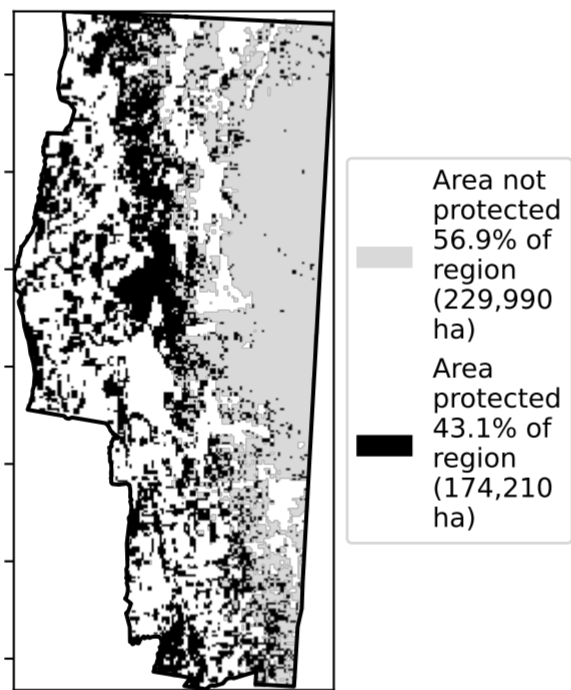 Area not
protected
56.9% of
region
(229,990
ha)
Area
protected
43.1% of
region
(174,210
ha)